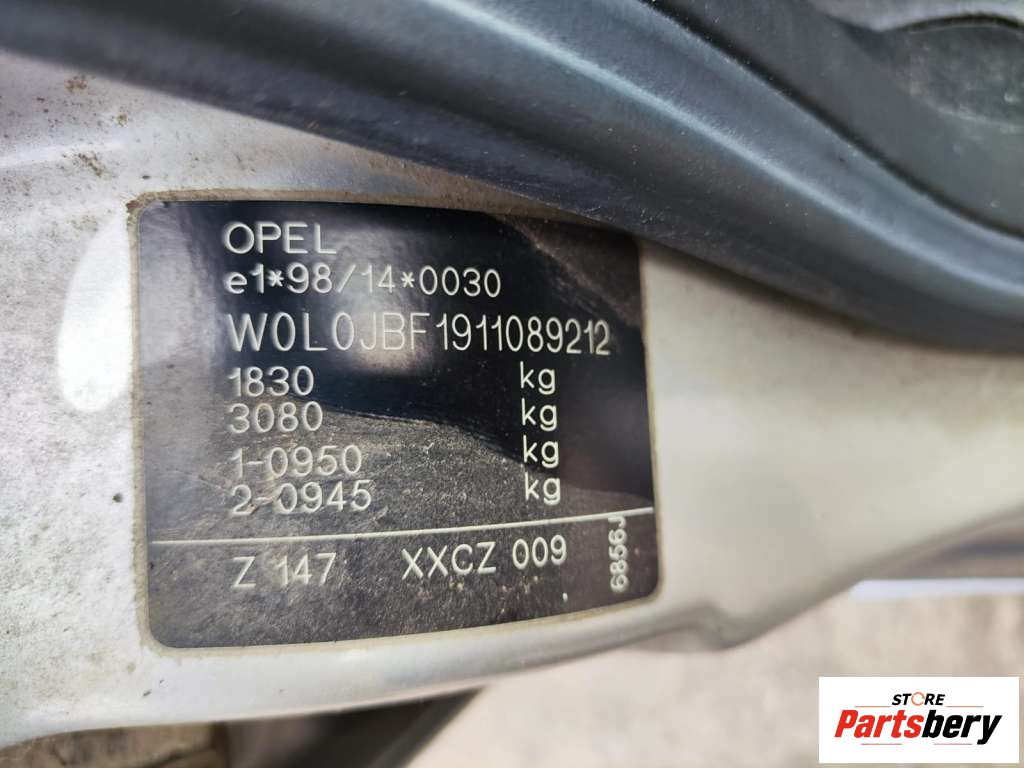 OPEL
e1*98/14*0030
W0L0JBF1911089212
1830 kg
3080 kg
1-0950 kg
2-0945 kg
Z 147 XXCZ 009
6856J
STORE
Partsbery